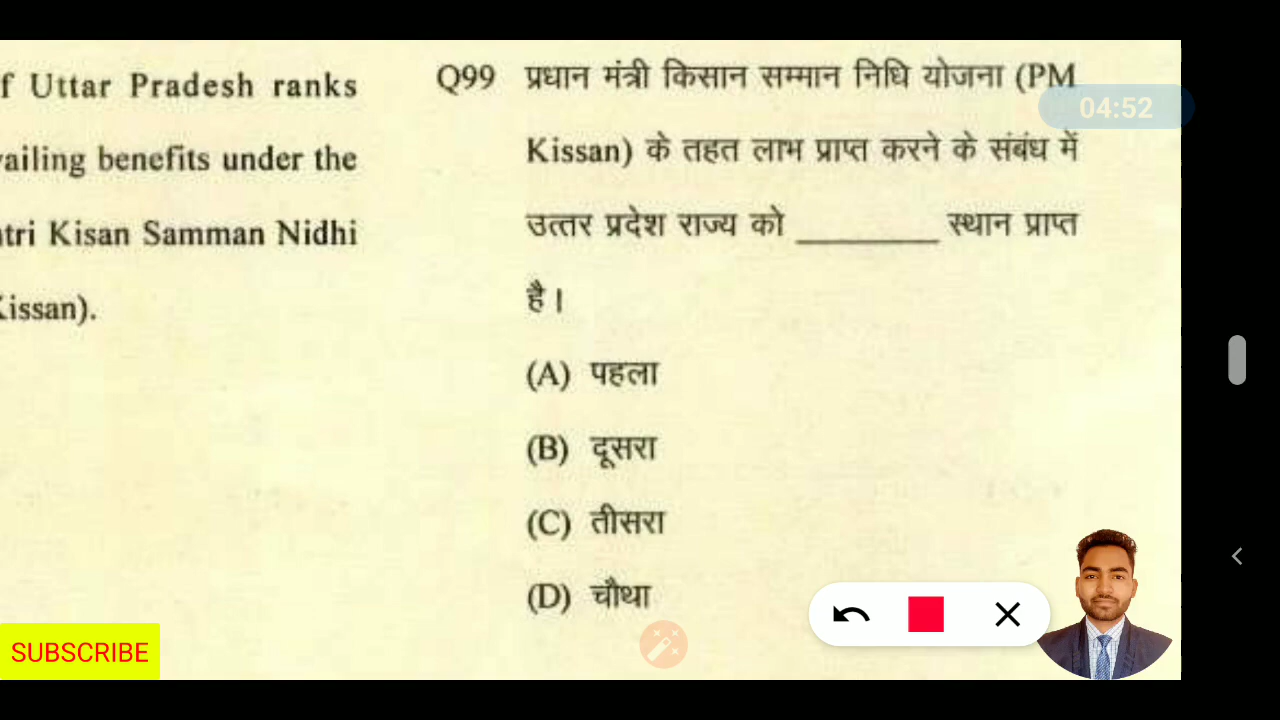 f Uttar Pradesh ranks
vailing benefits under the
ntri Kisan Samman Nidhi
Kissan).
Q99 प्रधान मंत्री किसान सम्मान निधि योजना (PM
Kissan) के तहत लाभ प्राप्त करने के संबंध में
उत्तर प्रदेश राज्य को ________ स्थान प्राप्त
है।
(A) पहला
(B) दूसरा
(C) तीसरा
(D) चौथा
04:52
SUBSCRIBE